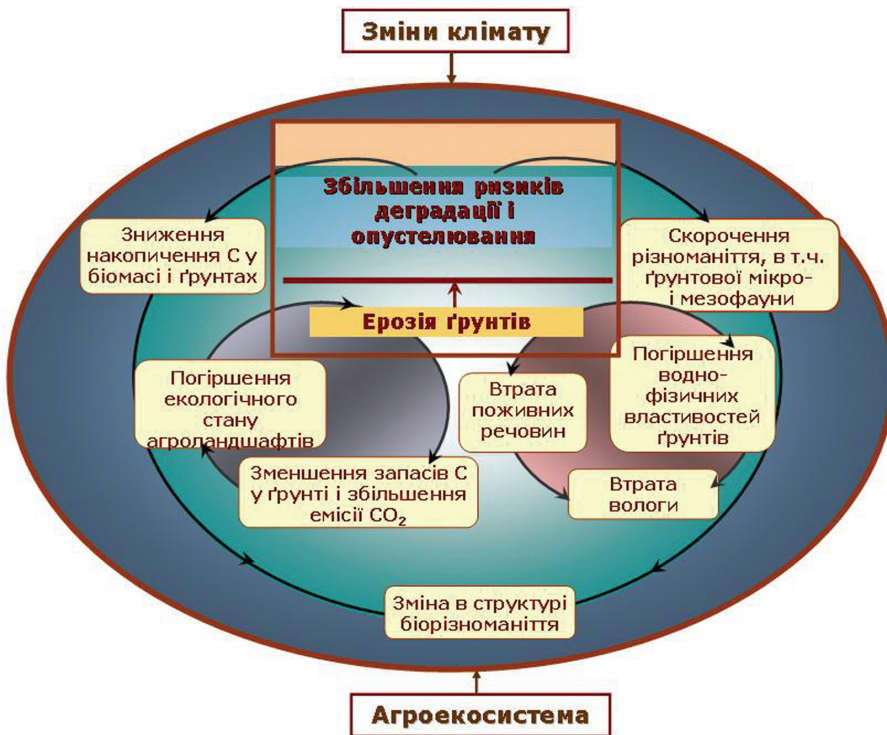 Зміни клімату
Збільшення ризиків
деградації і
опустелювання
Зниження
накопичення С у
біомасі і ґрунтах
Скорочення
різноманіття, в т.ч.
ґрунтової мікро-
і мезофауни
Ерозія ґрунтів
Погіршення
екологічного
стану
агроландшафтів
Втрата
поживних
речовин
Погіршення
водно-
фізичних
властивостей
ґрунтів
Зменшення запасів С
у ґрунті і збільшення
емісії СО₂
Втрата
вологи
Зміна в структурі
біорізноманіття
Агроекосистема